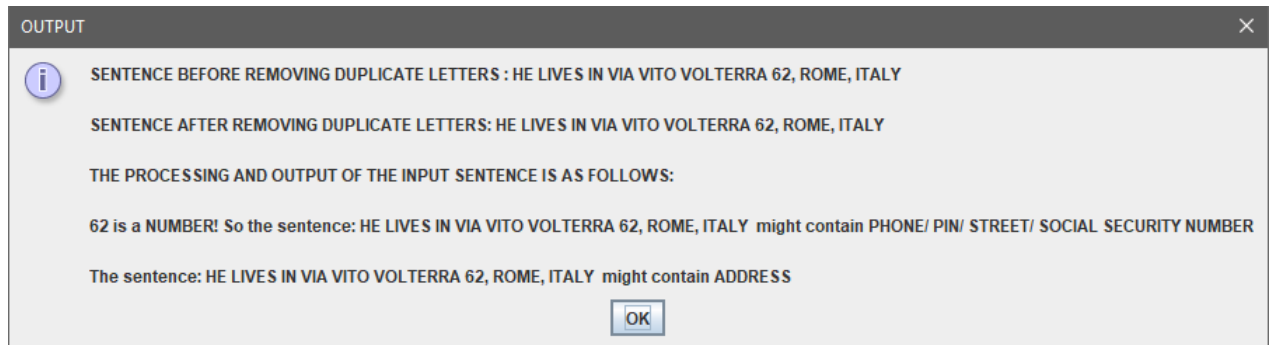 OUTPUT
SENTENCE BEFORE REMOVING DUPLICATE LETTERS : HE LIVES IN VIA VITO VOLTERRA 62, ROME, ITALY
SENTENCE AFTER REMOVING DUPLICATE LETTERS: HE LIVES IN VIA VITO VOLTERRA 62, ROME, ITALY
THE PROCESSING AND OUTPUT OF THE INPUT SENTENCE IS AS FOLLOWS:
62 is a NUMBER! So the sentence: HE LIVES IN VIA VITO VOLTERRA 62, ROME, ITALY  might contain PHONE/ PIN/ STREET/ SOCIAL SECURITY NUMBER
The sentence: HE LIVES IN VIA VITO VOLTERRA 62, ROME, ITALY  might contain ADDRESS
OK